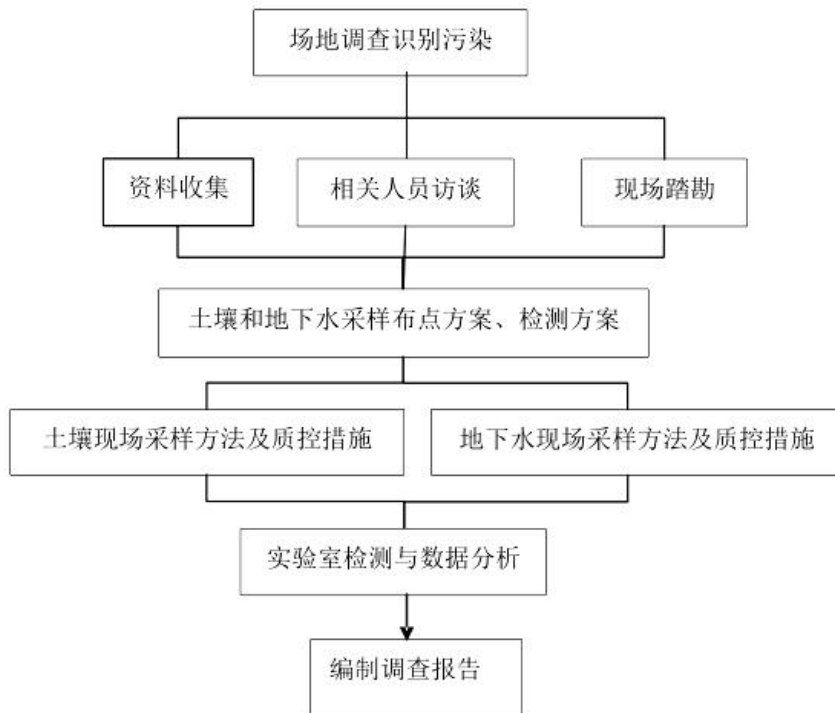 场地调查识别污染
资料收集
相关人员访谈
现场踏勘
土壤和地下水采样布点方案、检测方案
土壤现场采样方法及质控措施
地下水现场采样方法及质控措施
实验室检测与数据分析
编制调查报告